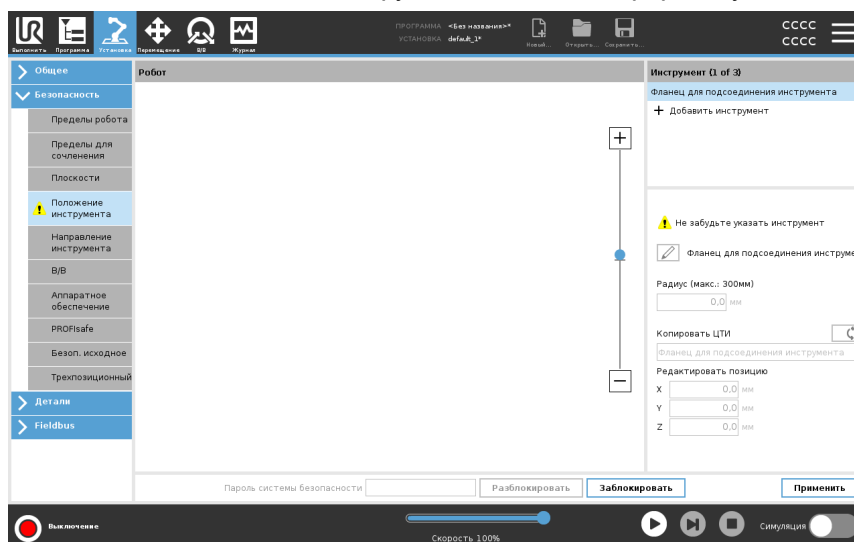 ПРОГРАММА <Без названия>*
УСТАНОВКА default_1*
Выполнить Программа Установка Перемещение В/В Журнал
Новый... Открыть... Сохранить...
CCCC
CCCC
Общее
Безопасность
Пределы робота
Пределы для
сочленения
Плоскости
Положение
инструмента
Направление
инструмента
В/В
Аппаратное
обеспечение
PROFIsafe
Безоп. исходное
Трехпозиционный
Детали
Fieldbus
Робот
Инструмент (1 of 3)
Фланец для подсоединения инструмента
Добавить инструмент
Не забудьте указать инструмент
Фланец для подсоединения инструме
Радиус (макс.: 300мм)
0,0 мм
Копировать ЦТИ
Фланец для подсоединения инструмента
Редактировать позицию
X 0,0 мм
Y 0,0 мм
Z 0,0 мм
Пароль системы безопасности Разблокировать Заблокировать Применить
Выключение
Скорость 100%
Симуляция